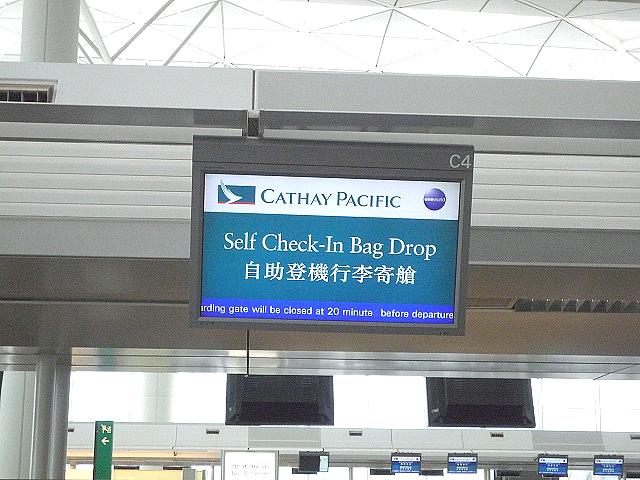 C4
CATHAY PACIFIC
oneworld
Self Check-In Bag Drop
自助登機行李寄艙
arding gate will be closed at 20 minute before departure